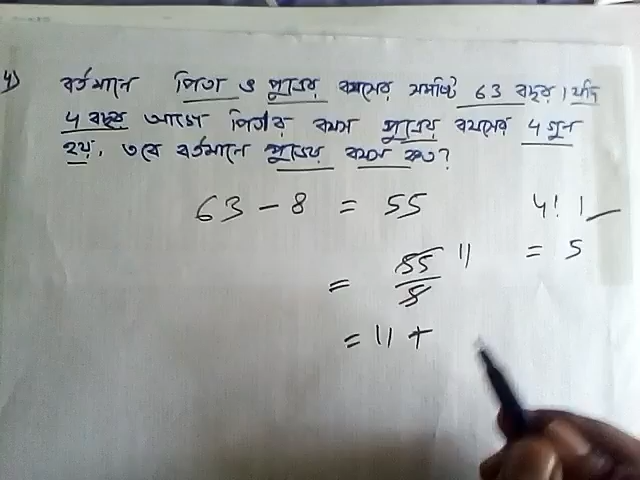 4) বর্তমানে পিতা ও পুত্রের বয়সের সমষ্টি 63 বছর। যদি
4 বছর আগে পিতার বয়স পুত্রের বয়সের 4 গুন
হয়, তবে বর্তমানে পুত্রের বয়স কত?
63 - 8 = 55 4:1
= 55/5 11 = 5
= 11 +